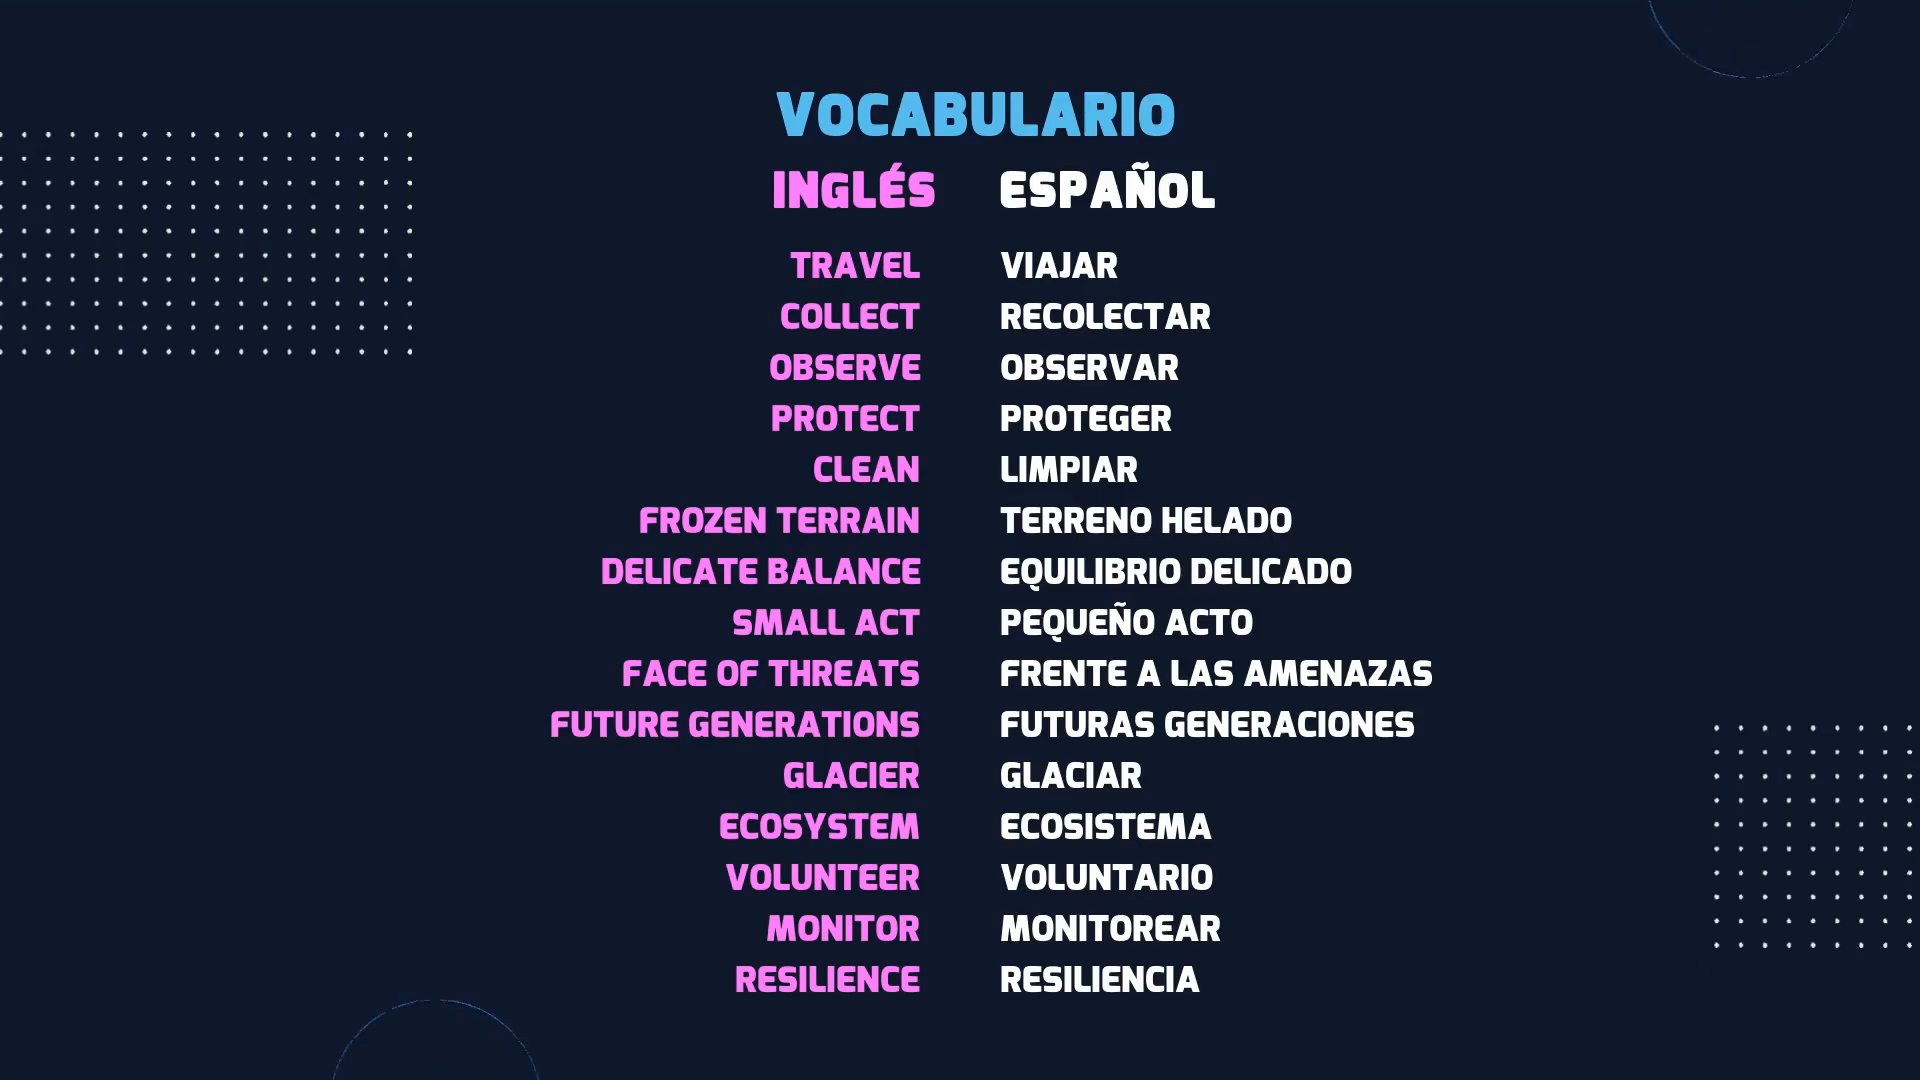 VOCABULARIO
INGLÉS ESPAÑOL
TRAVEL VIAJAR
COLLECT RECOLECTAR
OBSERVE OBSERVAR
PROTECT PROTEGER
CLEAN LIMPIAR
FROZEN TERRAIN TERRENO HELADO
DELICATE BALANCE EQUILIBRIO DELICADO
SMALL ACT PEQUEÑO ACTO
FACE OF THREATS FRENTE A LAS AMENAZAS
FUTURE GENERATIONS FUTURAS GENERACIONES
GLACIER GLACIAR
ECOSYSTEM ECOSISTEMA
VOLUNTEER VOLUNTARIO
MONITOR MONITOREAR
RESILIENCE RESILIENCIA